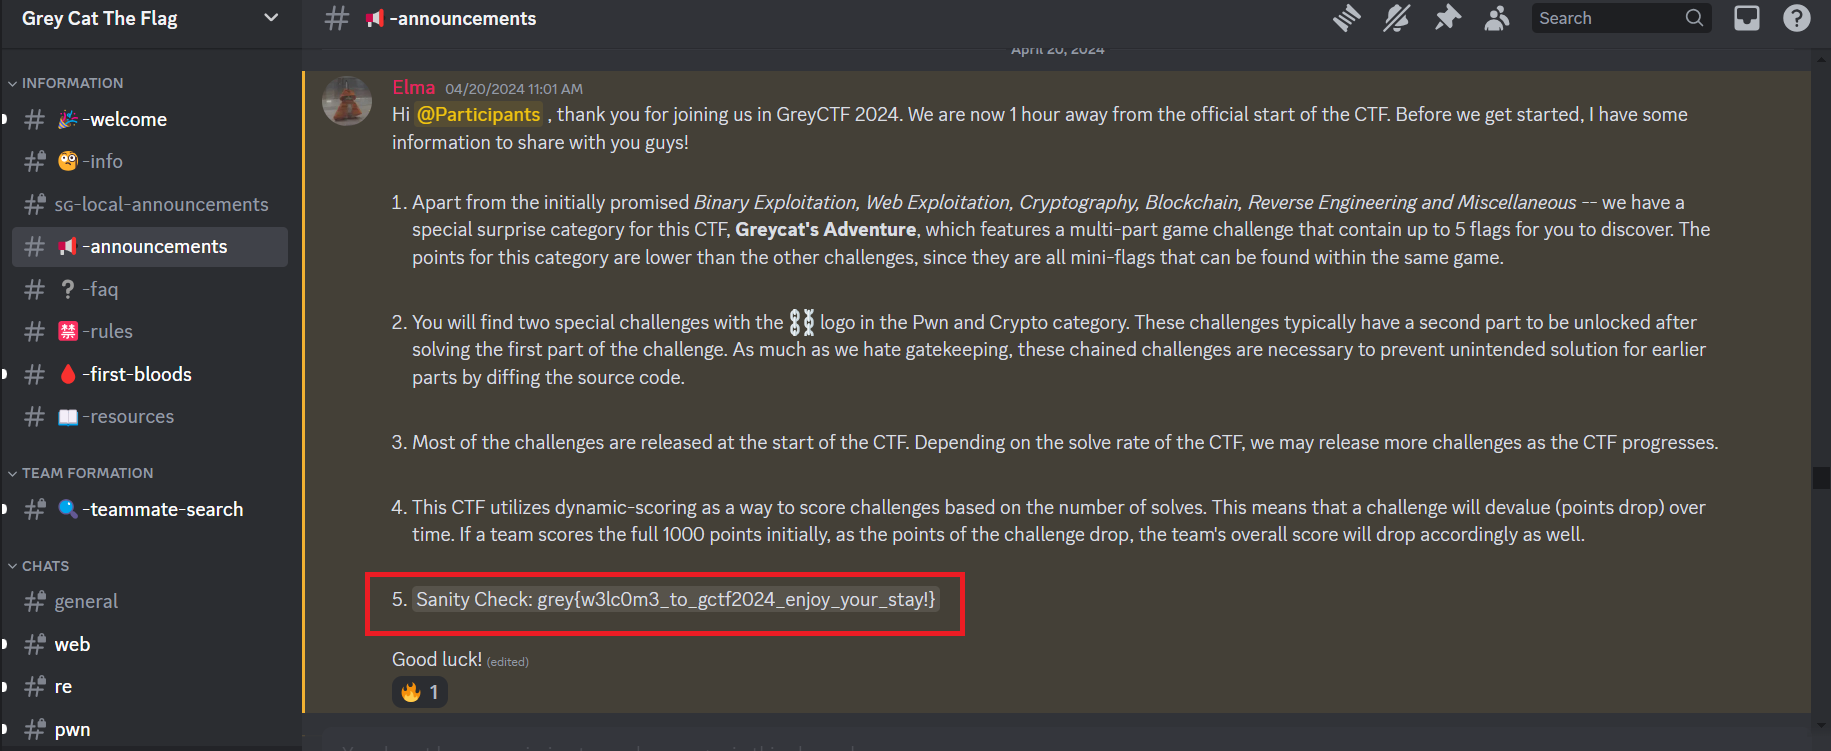 Grey Cat The Flag
-announcements
Search
April 20, 2024
INFORMATION
-welcome
-info
SG-local-announcements
-announcements
-faq
禁 -rules
-first-bloods
-resources
TEAM FORMATION
-teammate-search
CHATS
general
web
re
pwn
Elma 04/20/2024 11:01 AM
Hi @Participants , thank you for joining us in GreyCTF 2024. We are now 1 hour away from the official start of the CTF. Before we get started, I have some
information to share with you guys!
1. Apart from the initially promised Binary Exploitation, Web Exploitation, Cryptography, Blockchain, Reverse Engineering and Miscellaneous -- we have a
special surprise category for this CTF, Greycat's Adventure, which features a multi-part game challenge that contain up to 5 flags for you to discover. The
points for this category are lower than the other challenges, since they are all mini-flags that can be found within the same game.
2. You will find two special challenges with the ⛓️ logo in the Pwn and Crypto category. These challenges typically have a second part to be unlocked after
solving the first part of the challenge. As much as we hate gatekeeping, these chained challenges are necessary to prevent unintended solution for earlier
parts by diffing the source code.
3. Most of the challenges are released at the start of the CTF. Depending on the solve rate of the CTF, we may release more challenges as the CTF progresses.
4. This CTF utilizes dynamic-scoring as a way to score challenges based on the number of solves. This means that a challenge will devalue (points drop) over
time. If a team scores the full 1000 points initially, as the points of the challenge drop, the team's overall score will drop accordingly as well.
5. Sanity Check: grey{w3lc0m3_to_gctf2024_enjoy_your_stay!}
Good luck! (edited)
1